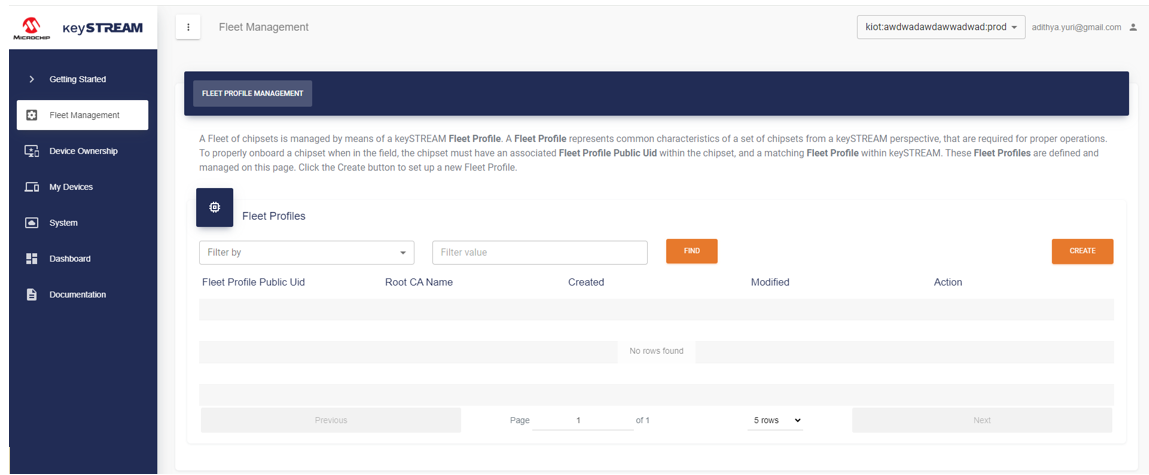 MICROCHIP
keySTREAM
Fleet Management
kiot:awdwadawdawwadwad:prod
adithya.yuri@gmail.com
Getting Started
Fleet Management
Device Ownership
My Devices
System
Dashboard
Documentation
FLEET PROFILE MANAGEMENT
A Fleet of chipsets is managed by means of a keySTREAM Fleet Profile. A Fleet Profile represents common characteristics of a set of chipsets from a keySTREAM perspective, that are required for proper operations.
To properly onboard a chipset when in the field, the chipset must have an associated Fleet Profile Public Uid within the chipset, and a matching Fleet Profile within keySTREAM. These Fleet Profiles are defined and
managed on this page. Click the Create button to set up a new Fleet Profile.
Fleet Profiles
Filter by
Filter value
FIND
CREATE
Fleet Profile Public Uid
Root CA Name
Created
Modified
Action
No rows found
Previous
Page
1
of 1
5 rows
Next